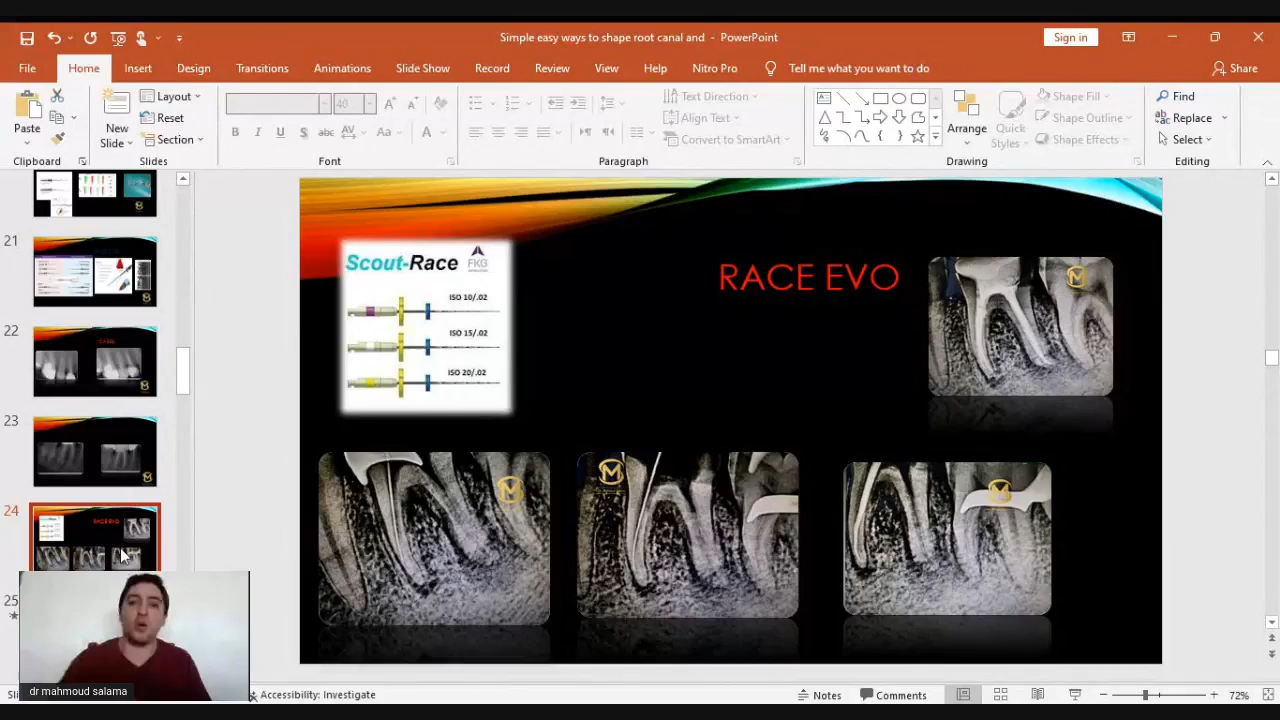 Simple easy ways to shape root canal and - PowerPoint
Sign in
File Home Insert Design Transitions Animations Slide Show Record Review View Help Nitro Pro Tell me what you want to do Share
Paste
New Slide
Layout
Reset
Section
48
Text Direction
Align Text
Convert to SmartArt
Arrange
Quick Styles
Shape Fill
Shape Outline
Shape Effects
Find
Replace
Select
Clipboard Slides Font Paragraph Drawing Editing
21
22
23
24
25
Scout-Race
FKG
ISO 10/.02
ISO 15/.02
ISO 20/.02
RACE EVO
dr mahmoud salama
Accessibility: Investigate
Notes Comments 72%